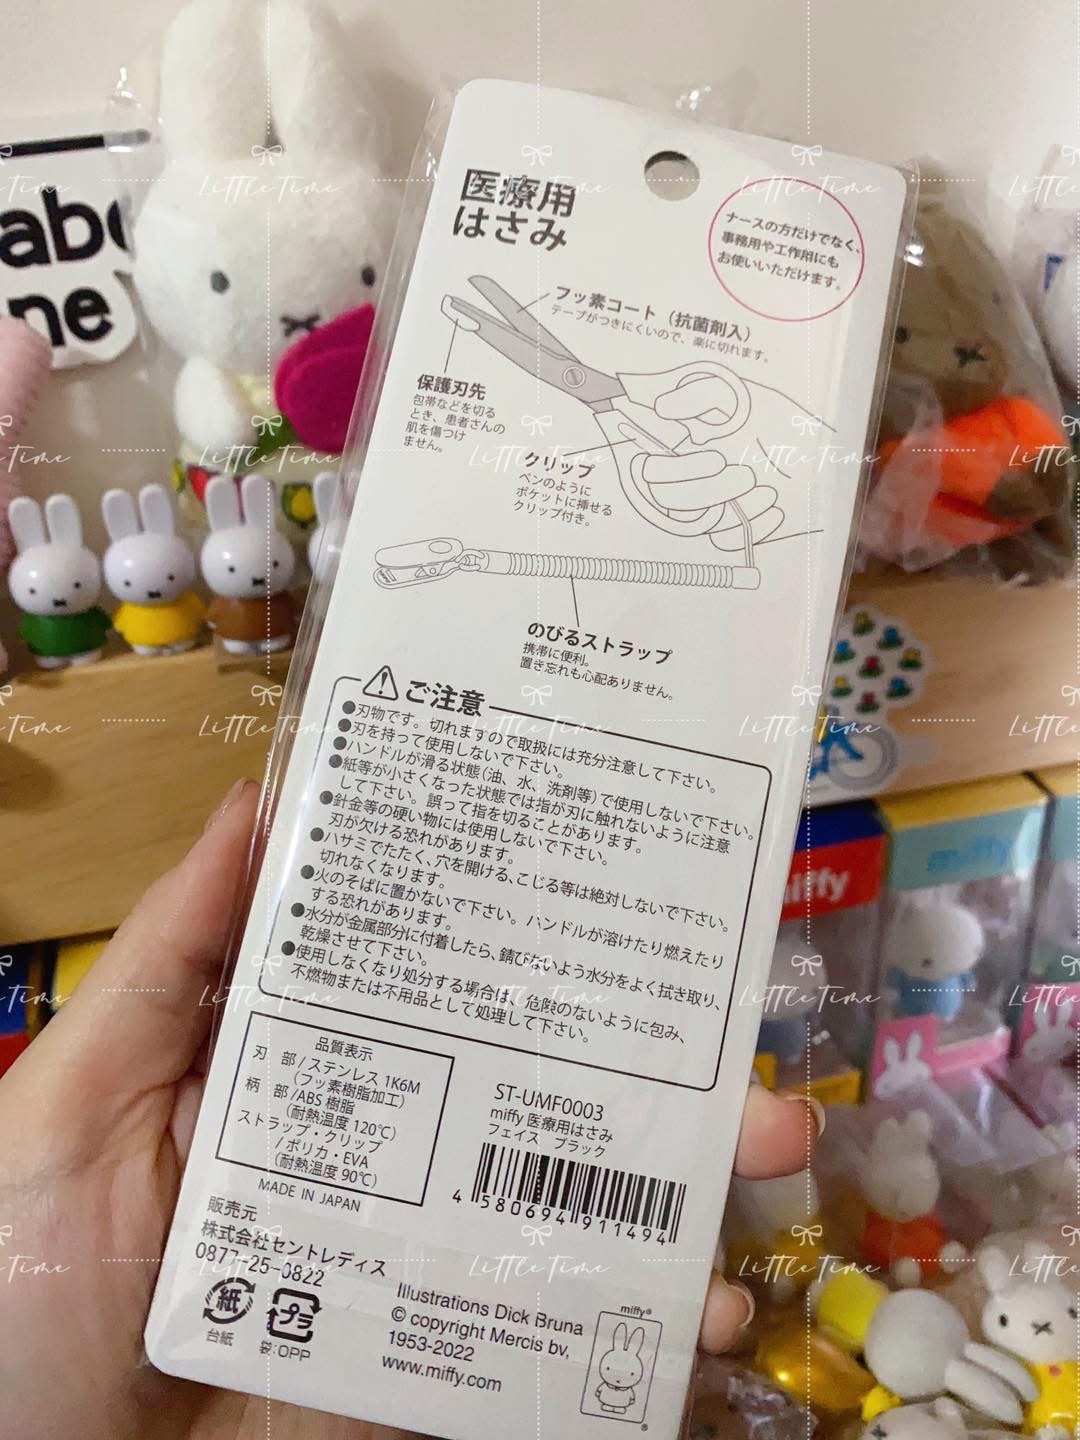 abc
ne
医療用
はさみ
ナースの方だけでなく、
事務用や工作用にも
お使いいただけます。
フッ素コート（抗菌剤入）
テープがつきにくいので、楽に切れます。
保護刃先
包帯などを切る
とき、患者さんの
肌を傷つけ
ません。
クリップ
ペンのように
ポケットに挿せる
クリップ付き。
のびるストラップ
携帯に便利。
置き忘れも心配ありません。
ご注意
●刃物です。切れますので取扱には充分注意して下さい。
●刃を持って使用しないで下さい。
●ハンドルが滑る状態(油、水、洗剤等)で使用しないで下さい。
●紙等が小さくなった状態では指が刃に触れないように注意
して下さい。誤って指を切ることがあります。
●針金等の硬い物には使用しないで下さい。
刃が欠ける恐れがあります。
●ハサミでたたく、穴を開ける、こじる等は絶対しないで下さい。
切れなくなります。
●火のそばに置かないで下さい。ハンドルが溶けたり燃えたり
する恐れがあります。
●水分が金属部分に付着したら、錆びないよう水分をよく拭き取り、
乾燥させて下さい。
●使用しなくなり処分する場合は、危険のないように包み、
不燃物または不用品として処理して下さい。
品質表示
刃 部/ステンレス 1K6M
(フッ素樹脂加工)
柄 部/ABS 樹脂
(耐熱温度 120℃)
ストラップ・クリップ
/ポリカ・EVA
(耐熱温度 90℃)
MADE IN JAPAN
ST-UMF0003
miffy 医療用はさみ
フェイス ブラック
4 580694 911494
販売元
株式会社セントレディス
0877-25-0822
紙
台紙
プラ
袋:OPP
Illustrations Dick Bruna
© copyright Mercis bv,
1953-2022
www.miffy.com
miffy®
miffy
miffy
Little Time